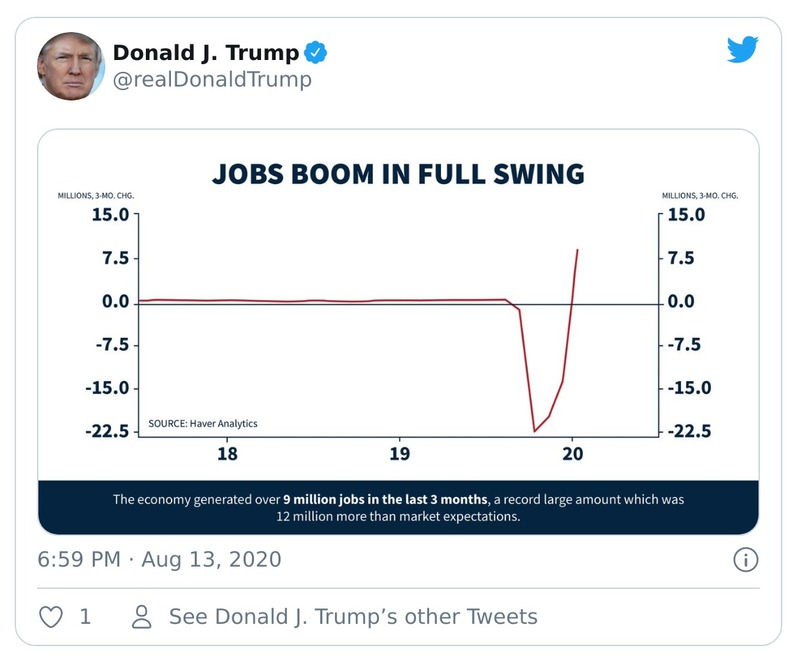 Donald J. Trump
@realDonaldTrump
JOBS BOOM IN FULL SWING
MILLIONS, 3-MO. CHG.
MILLIONS, 3-MO. CHG.
15.0
15.0
7.5
7.5
0.0
0.0
-7.5
-7.5
-15.0
-15.0
SOURCE: Haver Analytics
-22.5
-22.5
18
19
20
The economy generated over 9 million jobs in the last 3 months, a record large amount which was
12 million more than market expectations.
6:59 PM · Aug 13, 2020
1
See Donald J. Trump’s other Tweets